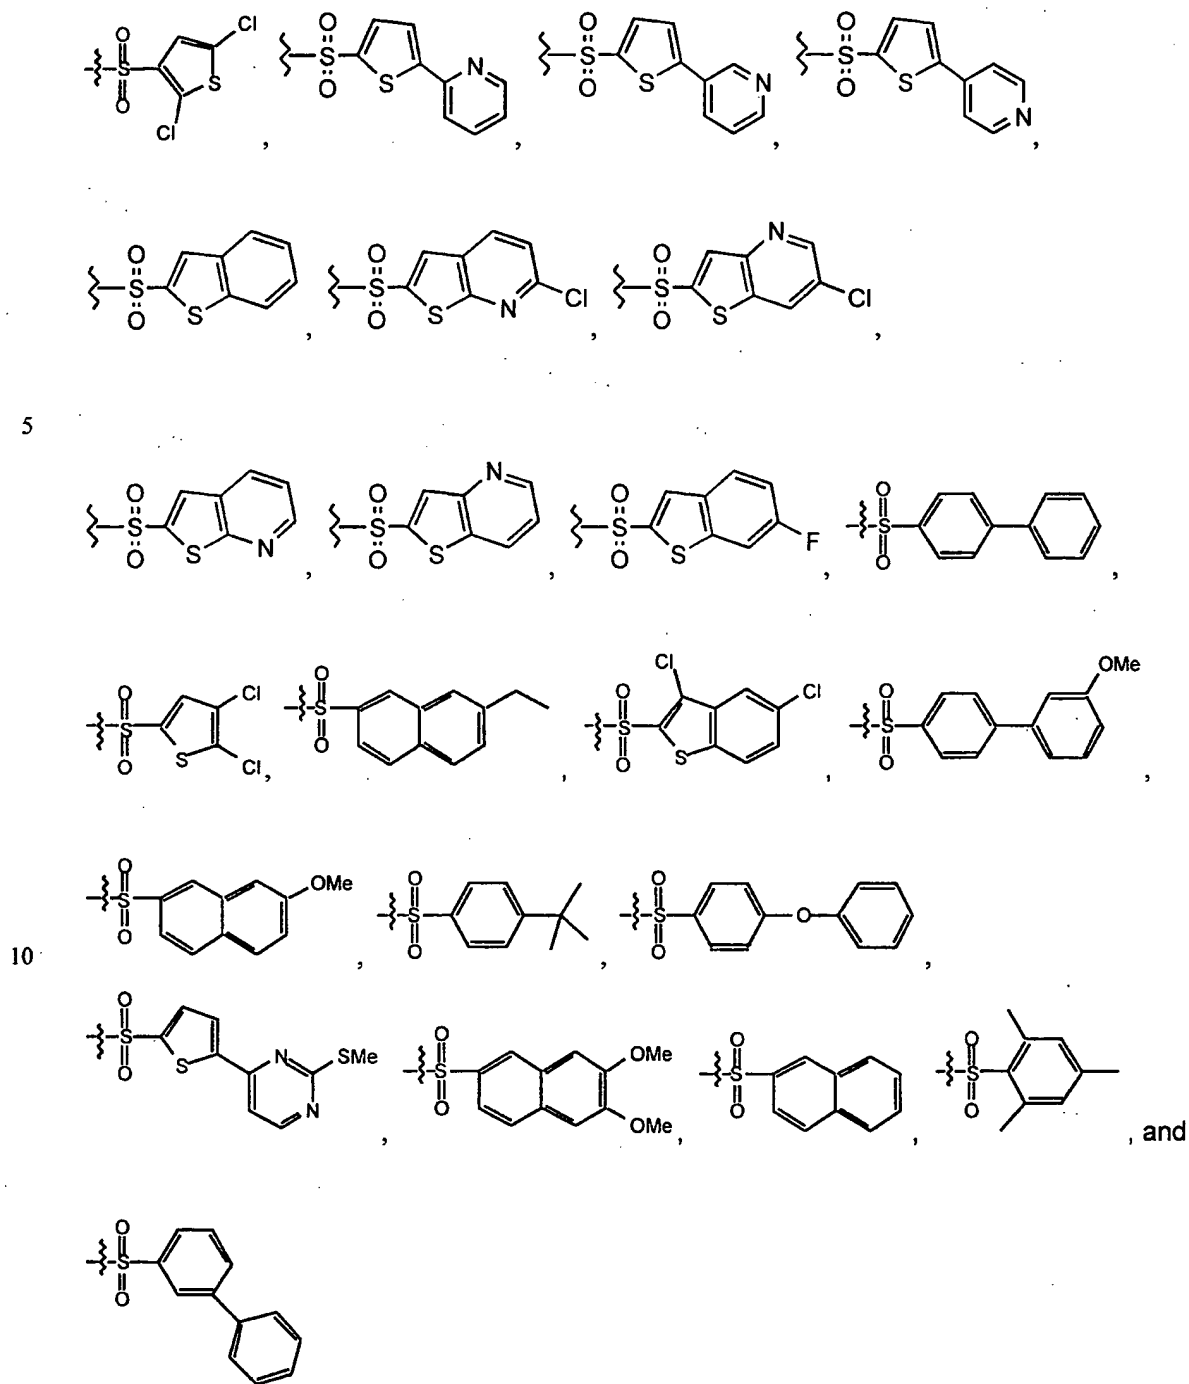 O O Cl O O O
S S S S
O S O S N O S N O S N
Cl , , , ,
O O O N
S S S
O S O S N Cl O S Cl
, , ,
5
O O N O O
S S S S
O S N O S O S F O
, , , ,
O Cl O Cl O Cl O OMe
S S S S
O S Cl, O , O S , O ,
O OMe O O
S S S O
10 O , O , O ,
O N SMe O OMe O O
S S S S
O S N O OMe O O
, , , , and
O
S
O